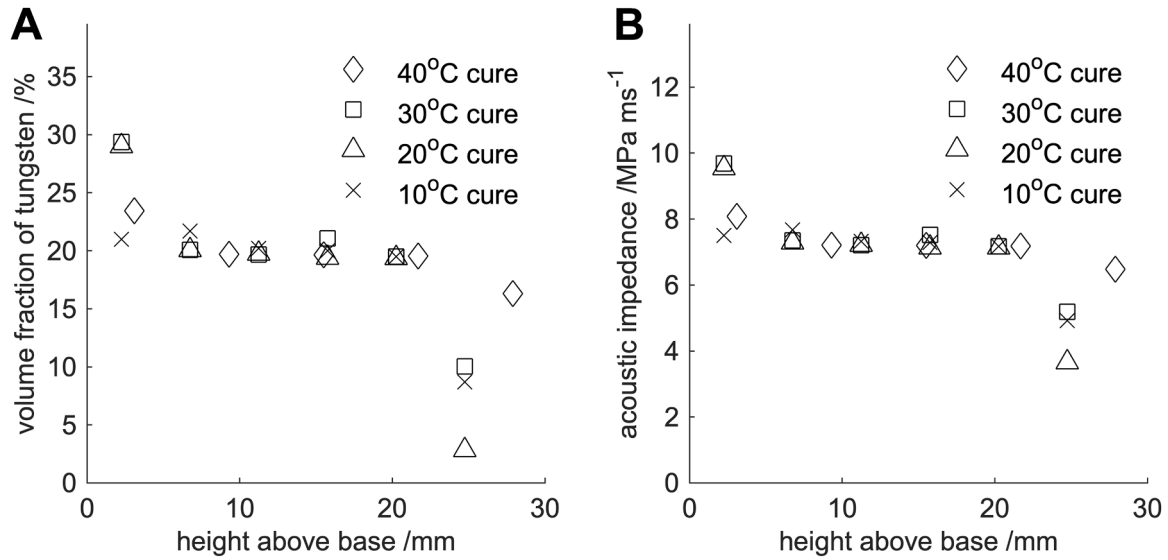 A
volume fraction of tungsten /%
35
30
25
20
15
10
5
0
0 10 20 30
height above base /mm
40°C cure
30°C cure
20°C cure
10°C cure
B
acoustic impedance /MPa ms⁻¹
12
10
8
6
4
2
0
0 10 20 30
height above base /mm
40°C cure
30°C cure
20°C cure
10°C cure